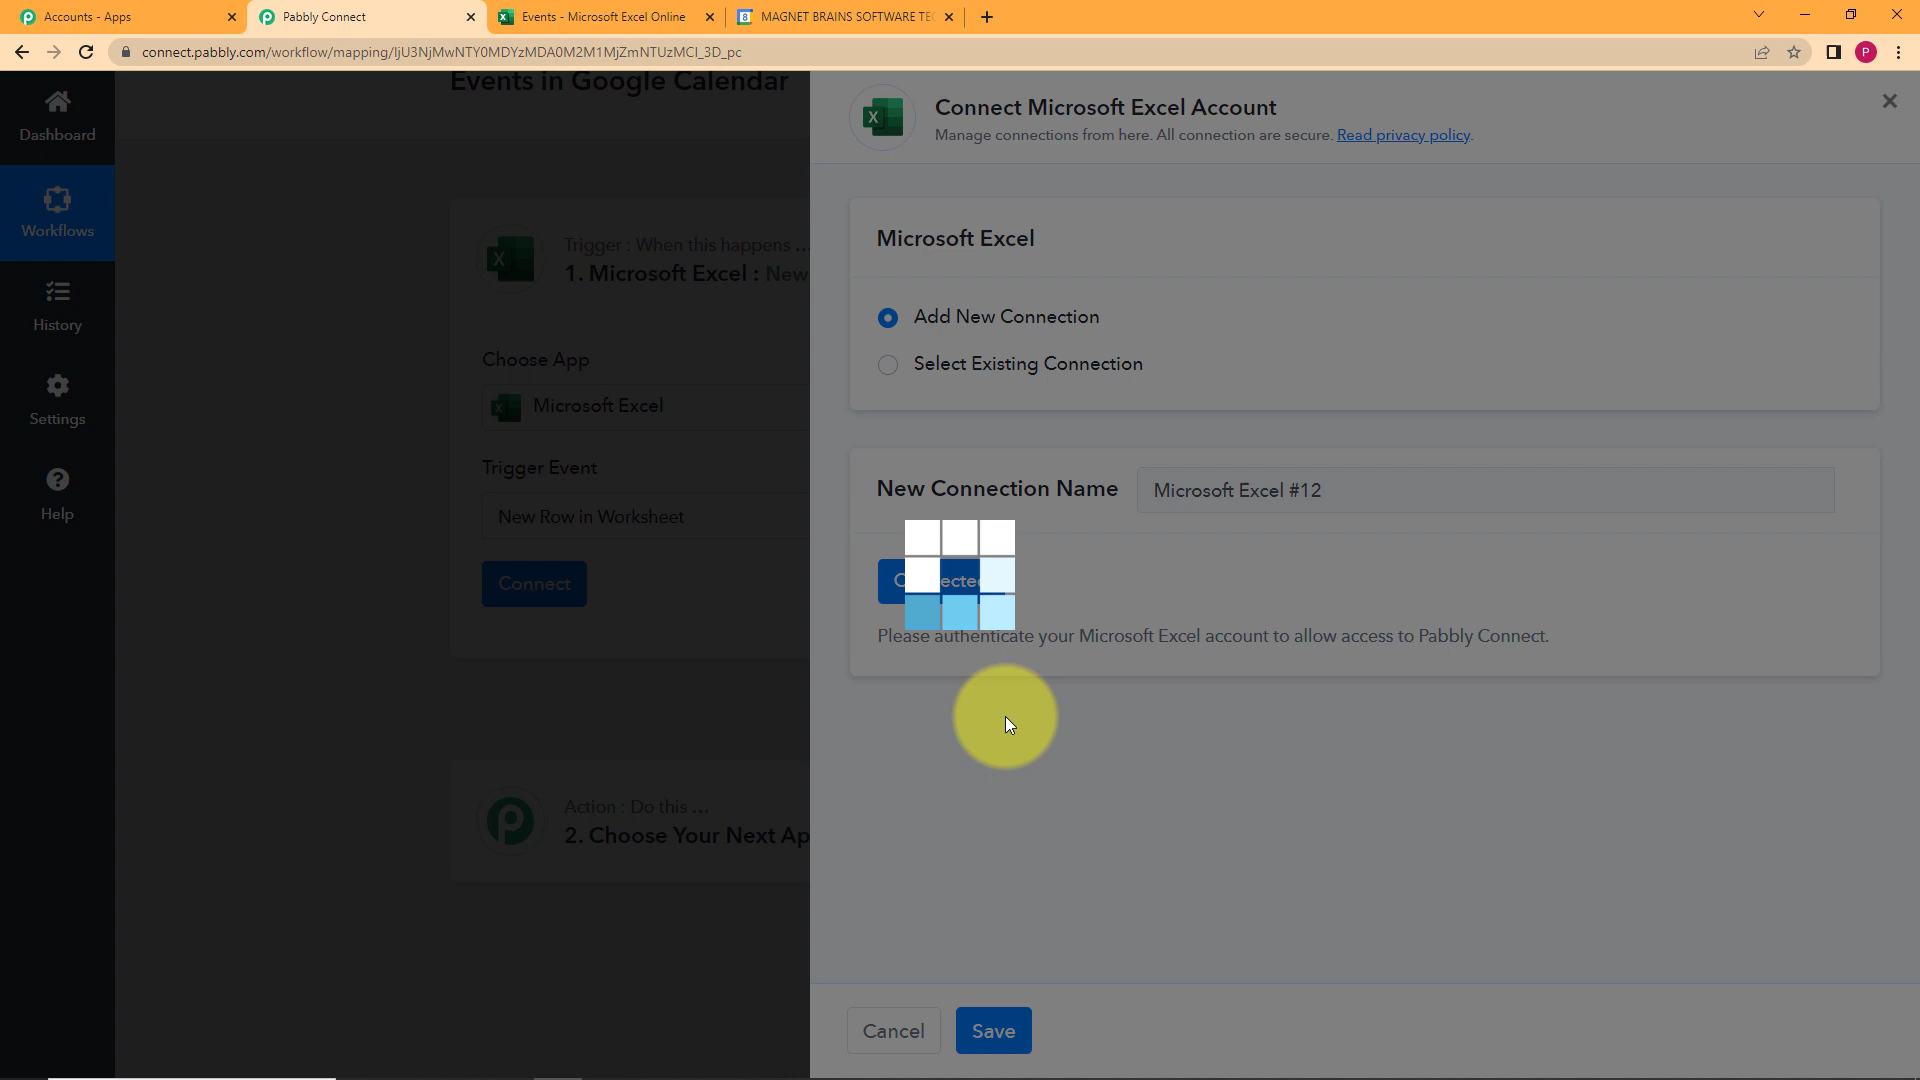 Accounts - Apps
Pabbly Connect
Events - Microsoft Excel Online
MAGNET BRAINS SOFTWARE TEC
connect.pabbly.com/workflow/mapping/
P
Events in Google Calendar
Dashboard
Workflows
History
Settings
Help
Trigger : When this happens ...
1. Microsoft Excel : New
Choose App
Microsoft Excel
Trigger Event
New Row in Worksheet
Connect
Action : Do this ...
2. Choose Your Next Ap
Connect Microsoft Excel Account
Manage connections from here. All connection are secure. Read privacy policy.
Microsoft Excel
Add New Connection
Select Existing Connection
New Connection Name
Microsoft Excel #12
Please authenticate your Microsoft Excel account to allow access to Pabbly Connect.
Cancel
Save